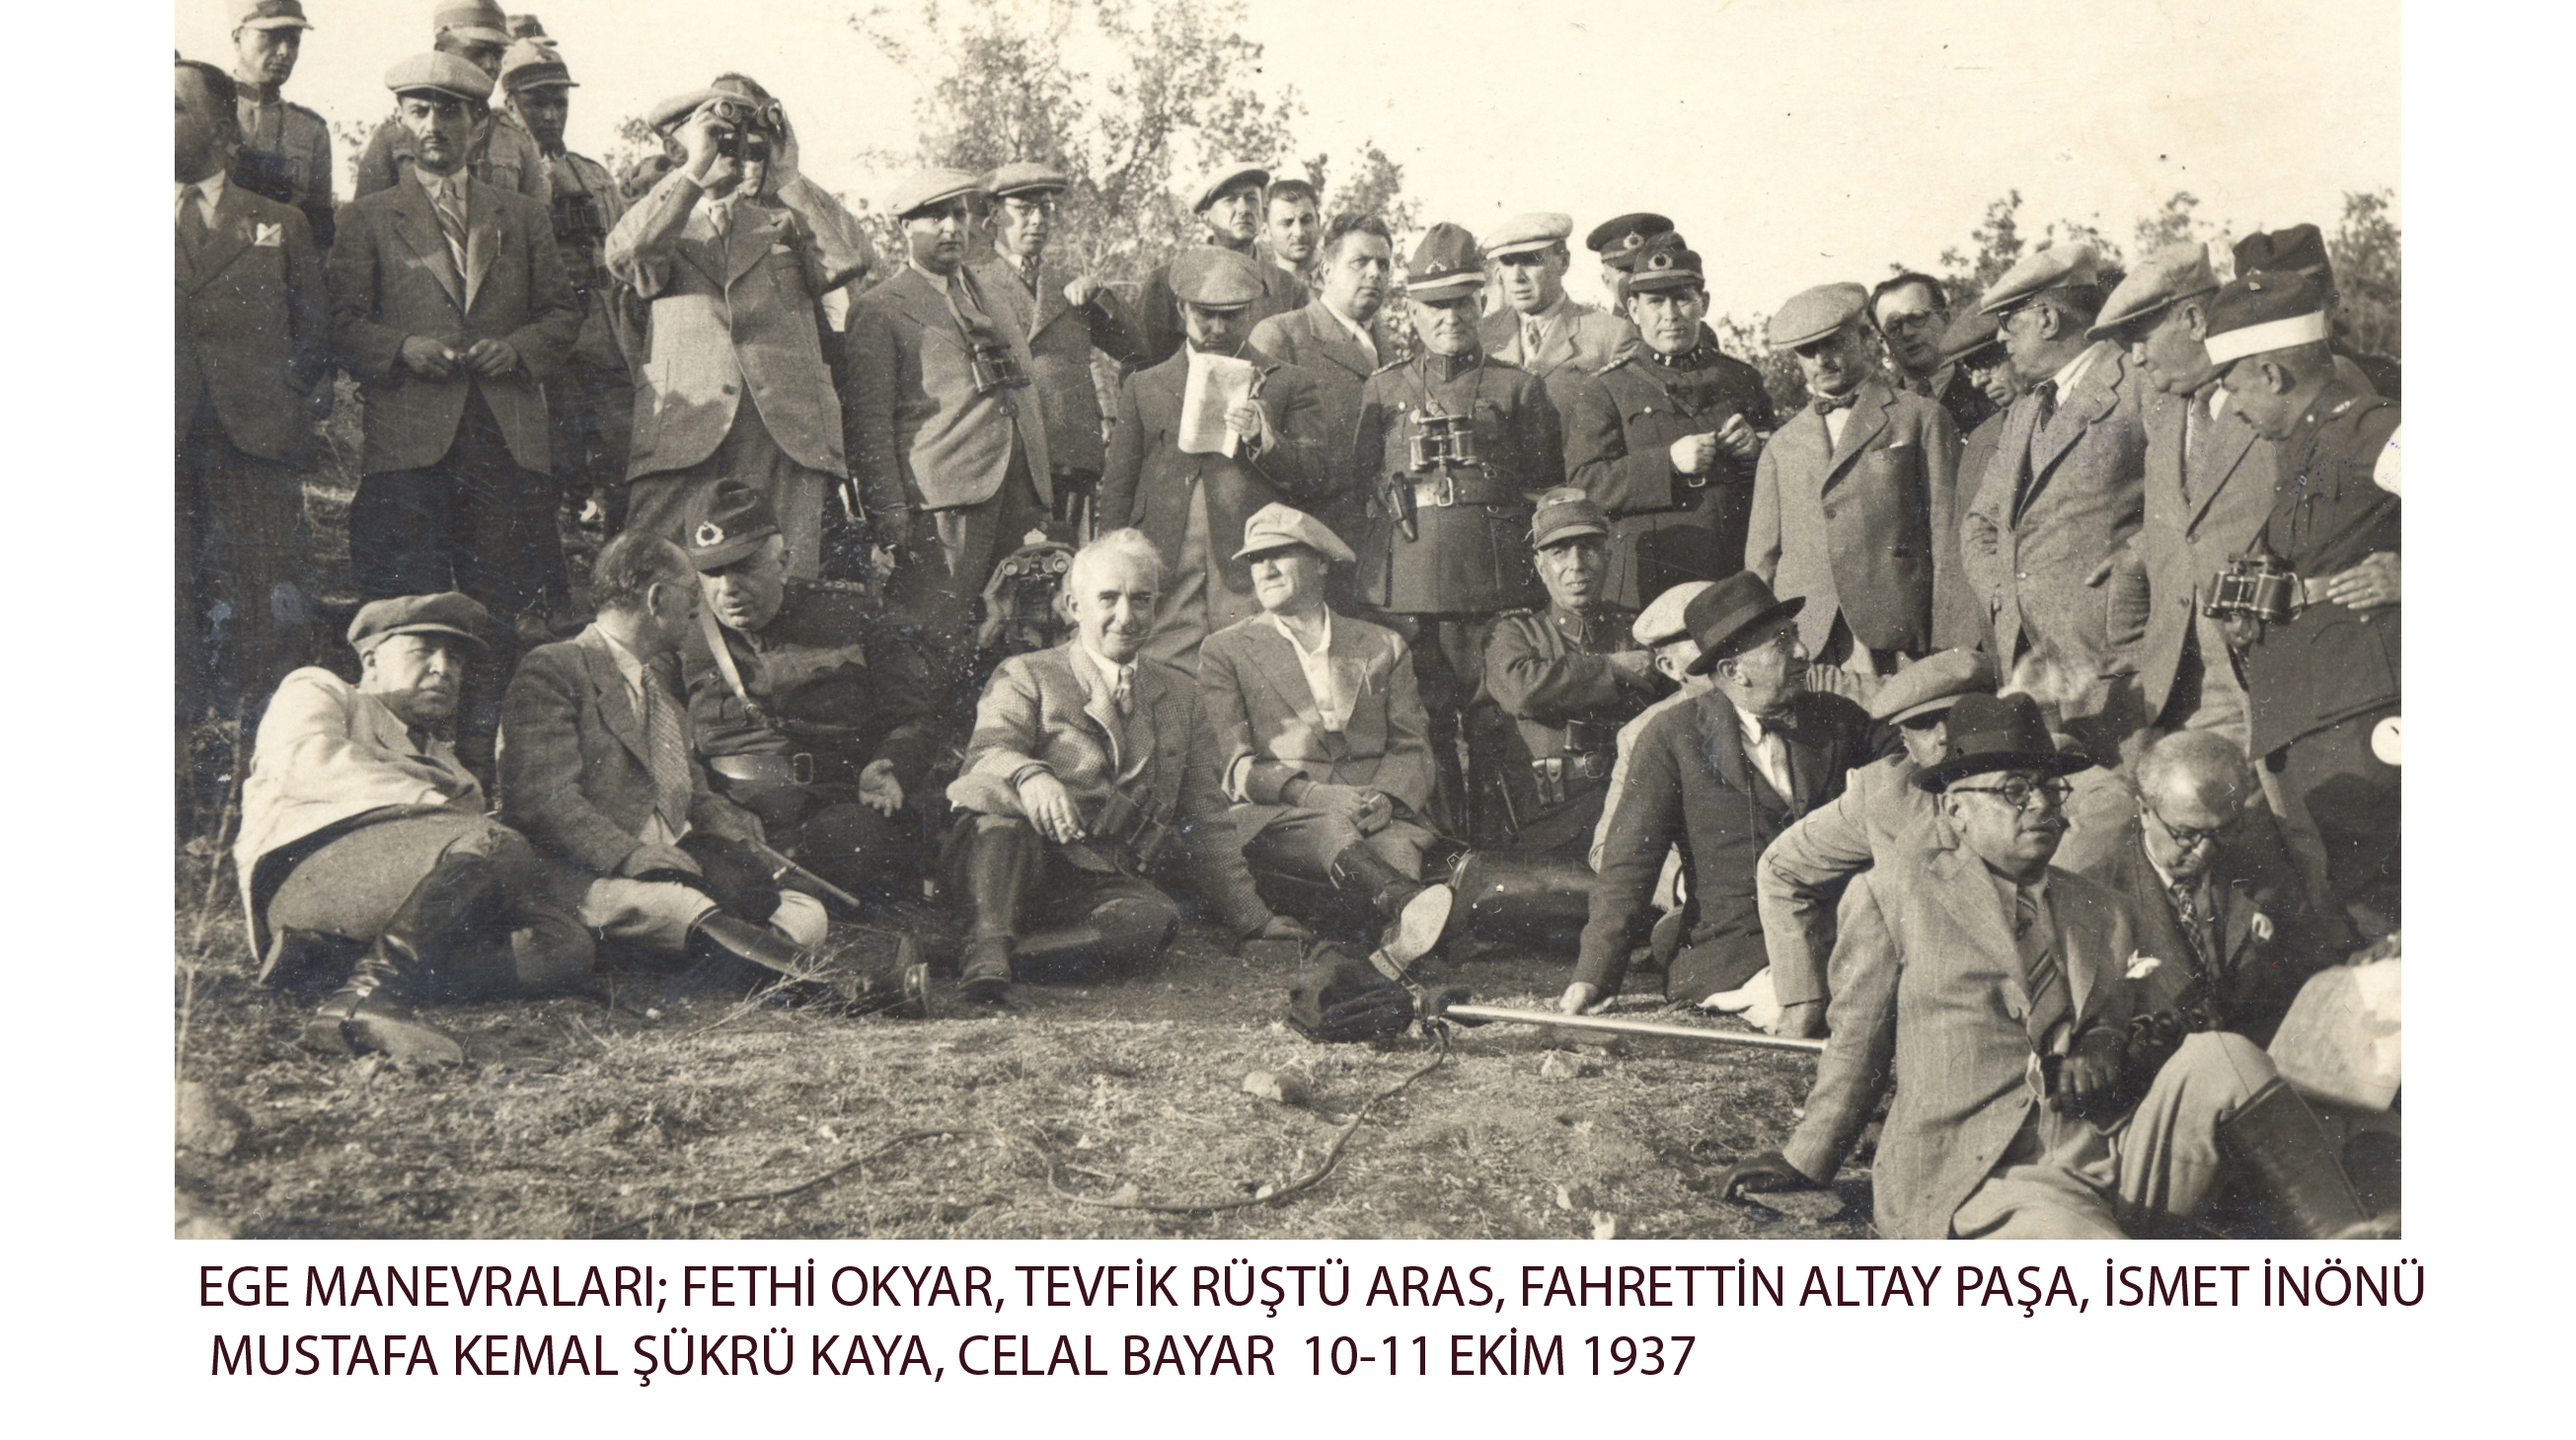 EGE MANEVRALARI; FETHİ OKYAR, TEVFİK RÜŞTÜ ARAS, FAHRETTİN ALTAY PAŞA, İSMET İNÖNÜ
MUSTAFA KEMAL ŞÜKRÜ KAYA, CELAL BAYAR 10-11 EKİM 1937